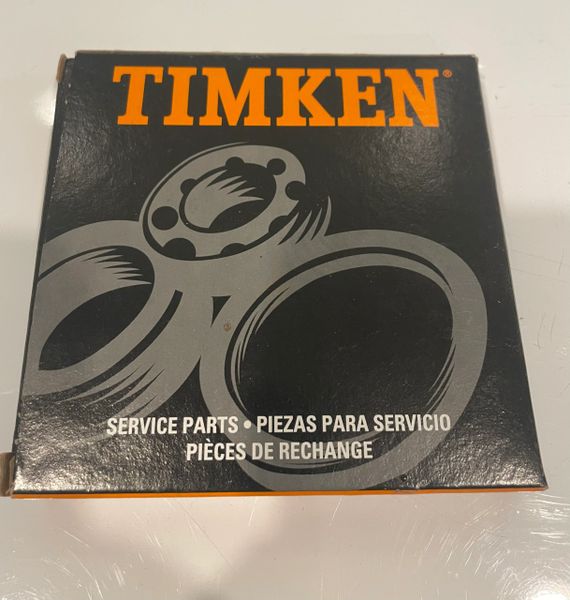 TIMKEN®
SERVICE PARTS • PIEZAS PARA SERVICIO
PIÈCES DE RECHANGE